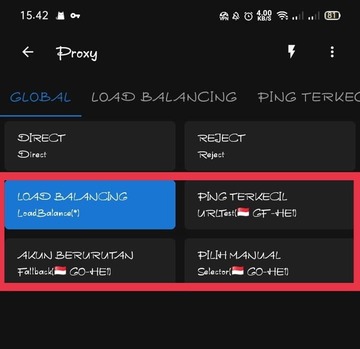 15.42
4.00 KB/S
81
Proxy
GLOBAL LOAD BALANCING PING TERKEC
DIRECT
Direct
REJECT
Reject
LOAD BALANCING
LoadBalance(*)
PING TERKECIL
URLTest(🇮🇩 GF-HE1)
AKUN BERURUTAN
Fallback(🇮🇩 GO-HE1)
PILIH MANUAL
Selector(🇮🇩 GO-HE1)